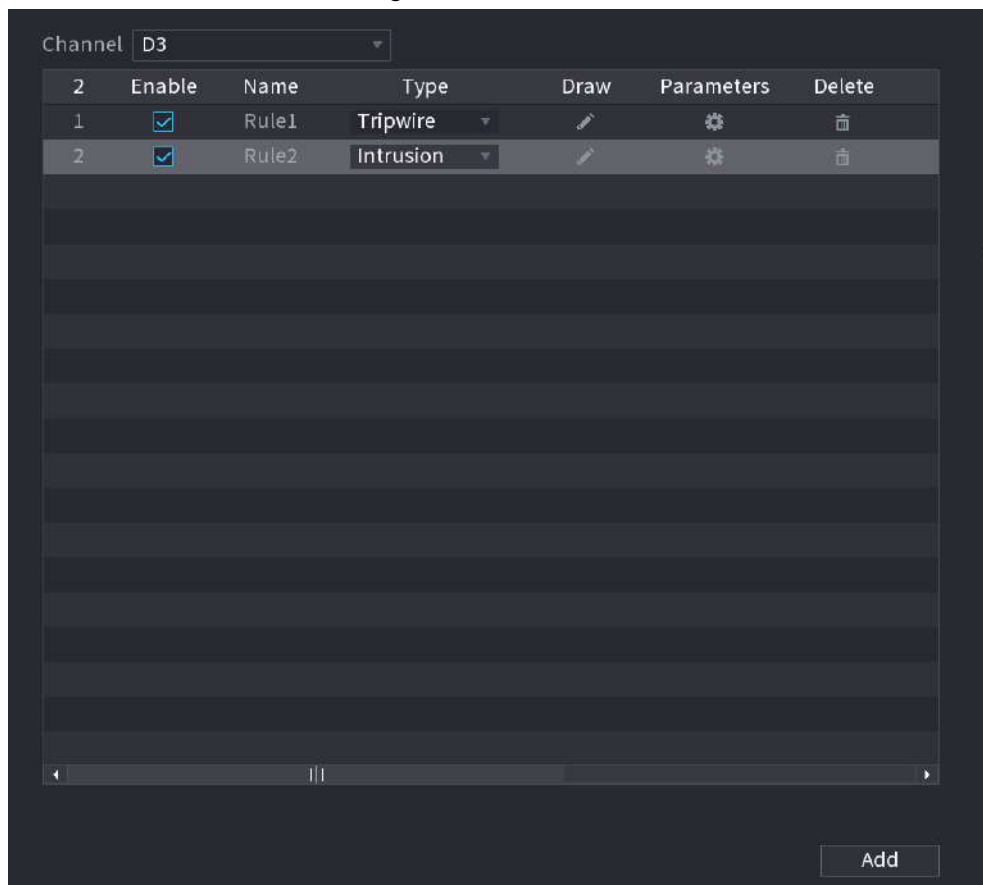 Channel D3
2 Enable Name Type Draw Parameters Delete
1 Rule1 Tripwire
2 Rule2 Intrusion
Add